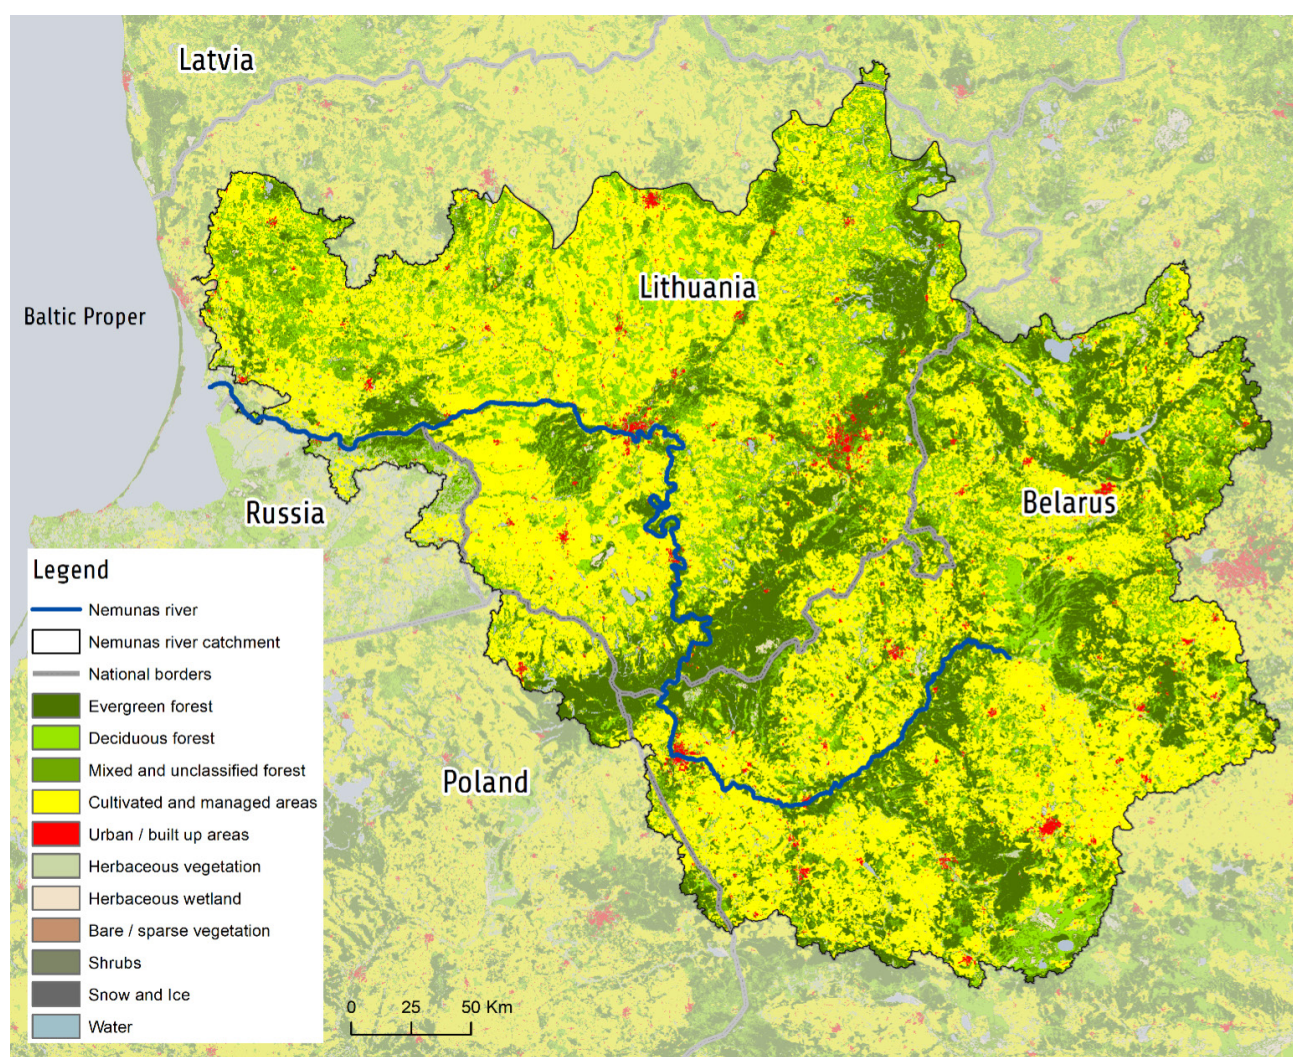 Latvia
Lithuania
Baltic Proper
Belarus
Russia
Poland
Legend
Nemunas river
Nemunas river catchment
National borders
Evergreen forest
Deciduous forest
Mixed and unclassified forest
Cultivated and managed areas
Urban / built up areas
Herbaceous vegetation
Herbaceous wetland
Bare / sparse vegetation
Shrubs
Snow and Ice
Water
0 25 50 Km